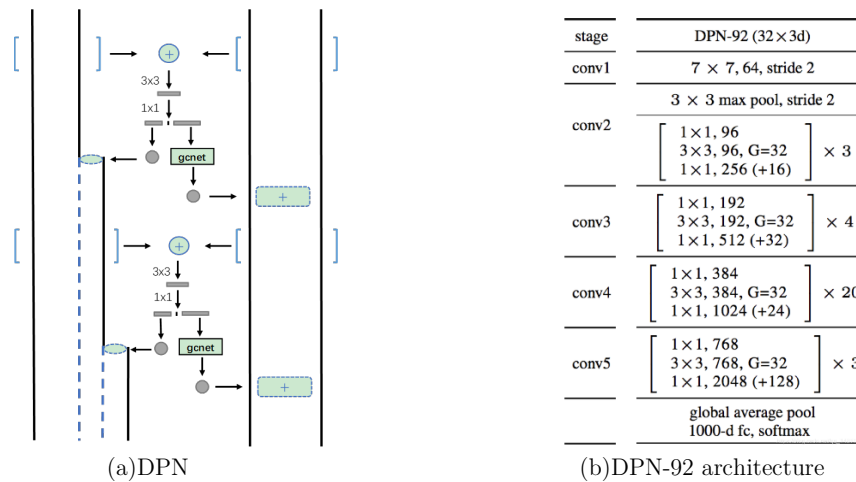 +
3x3
1x1
gcnet
+
+
3x3
1x1
gcnet
+
(a)DPN
stage DPN-92 (32×3d)
conv1 7 × 7, 64, stride 2
conv2 3 × 3 max pool, stride 2
1×1, 96
3×3, 96, G=32
1×1, 256 (+16)
× 3
conv3 1×1, 192
3×3, 192, G=32
1×1, 512 (+32)
× 4
conv4 1×1, 384
3×3, 384, G=32
1×1, 1024 (+24)
× 20
conv5 1×1, 768
3×3, 768, G=32
1×1, 2048 (+128)
× 3
global average pool
1000-d fc, softmax
(b)DPN-92 architecture